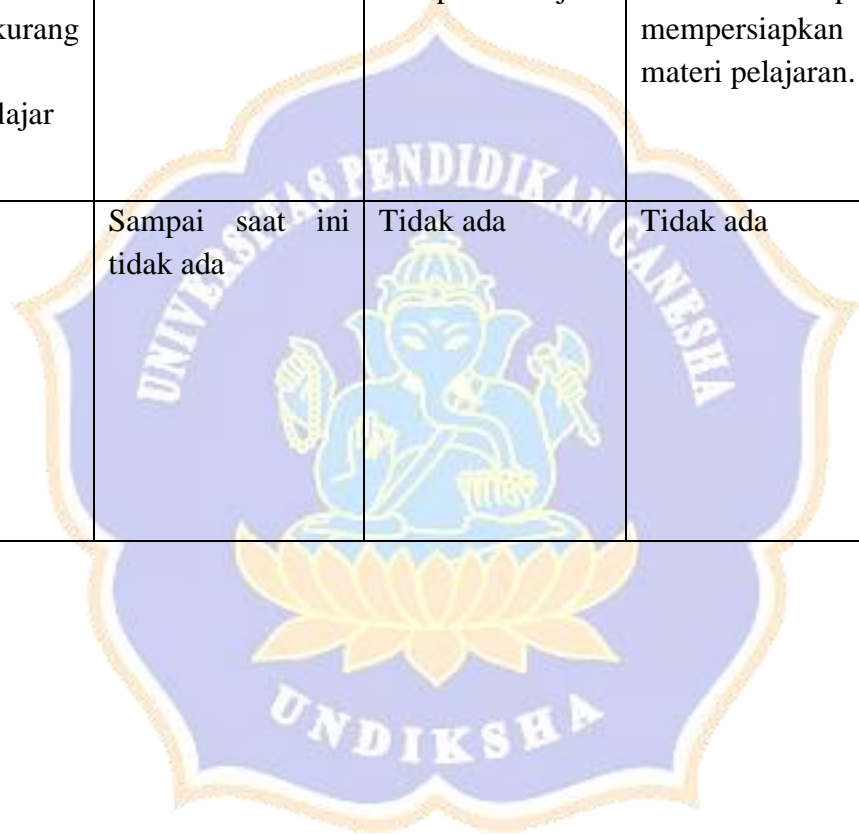 kurang
mempersiapkan
lajar
materi pelajaran.
Sampai saat ini
tidak ada
Tidak ada
Tidak ada
UNIVERSITAS PENDIDIKAN GANESHA
UNDIKSHA